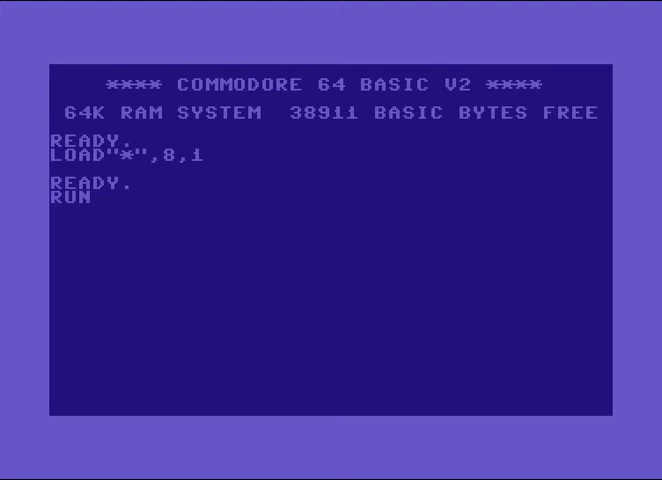 **** COMMODORE 64 BASIC V2 ****
64K RAM SYSTEM  38911 BASIC BYTES FREE
READY.
LOAD"*",8,1
READY.
RUN